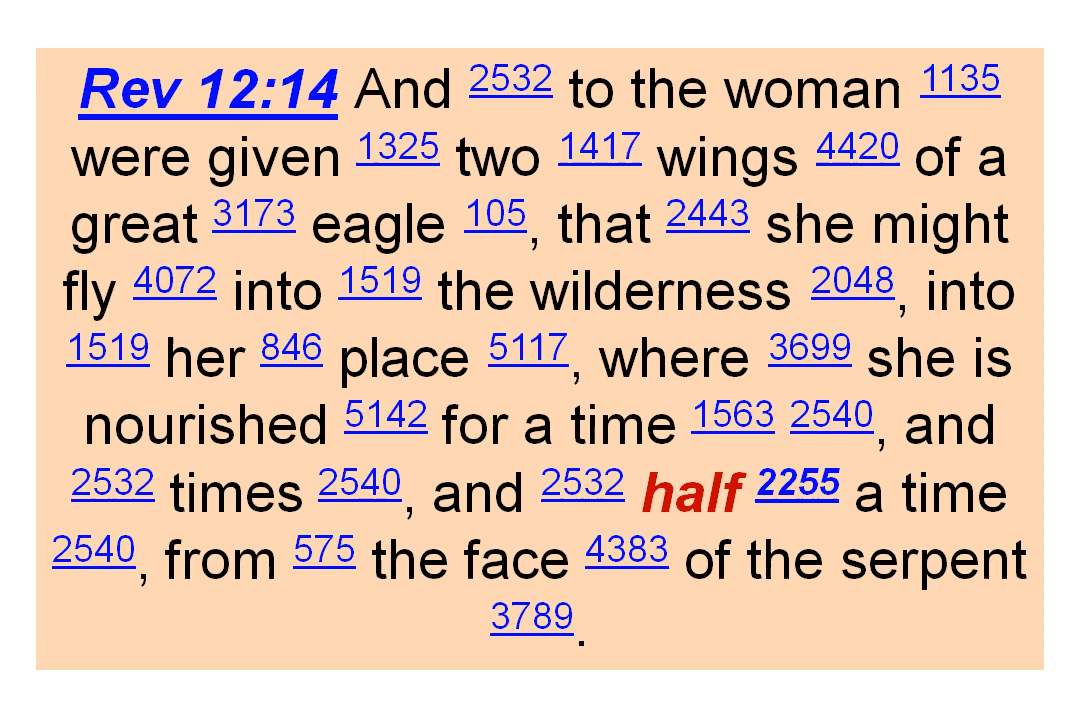 Rev 12:14 And 2532 to the woman 1135
were given 1325 two 1417 wings 4420 of a
great 3173 eagle 105, that 2443 she might
fly 4072 into 1519 the wilderness 2048, into
1519 her 846 place 5117, where 3699 she is
nourished 5142 for a time 1563 2540, and
2532 times 2540, and 2532 half 2255 a time
2540, from 575 the face 4383 of the serpent
3789.